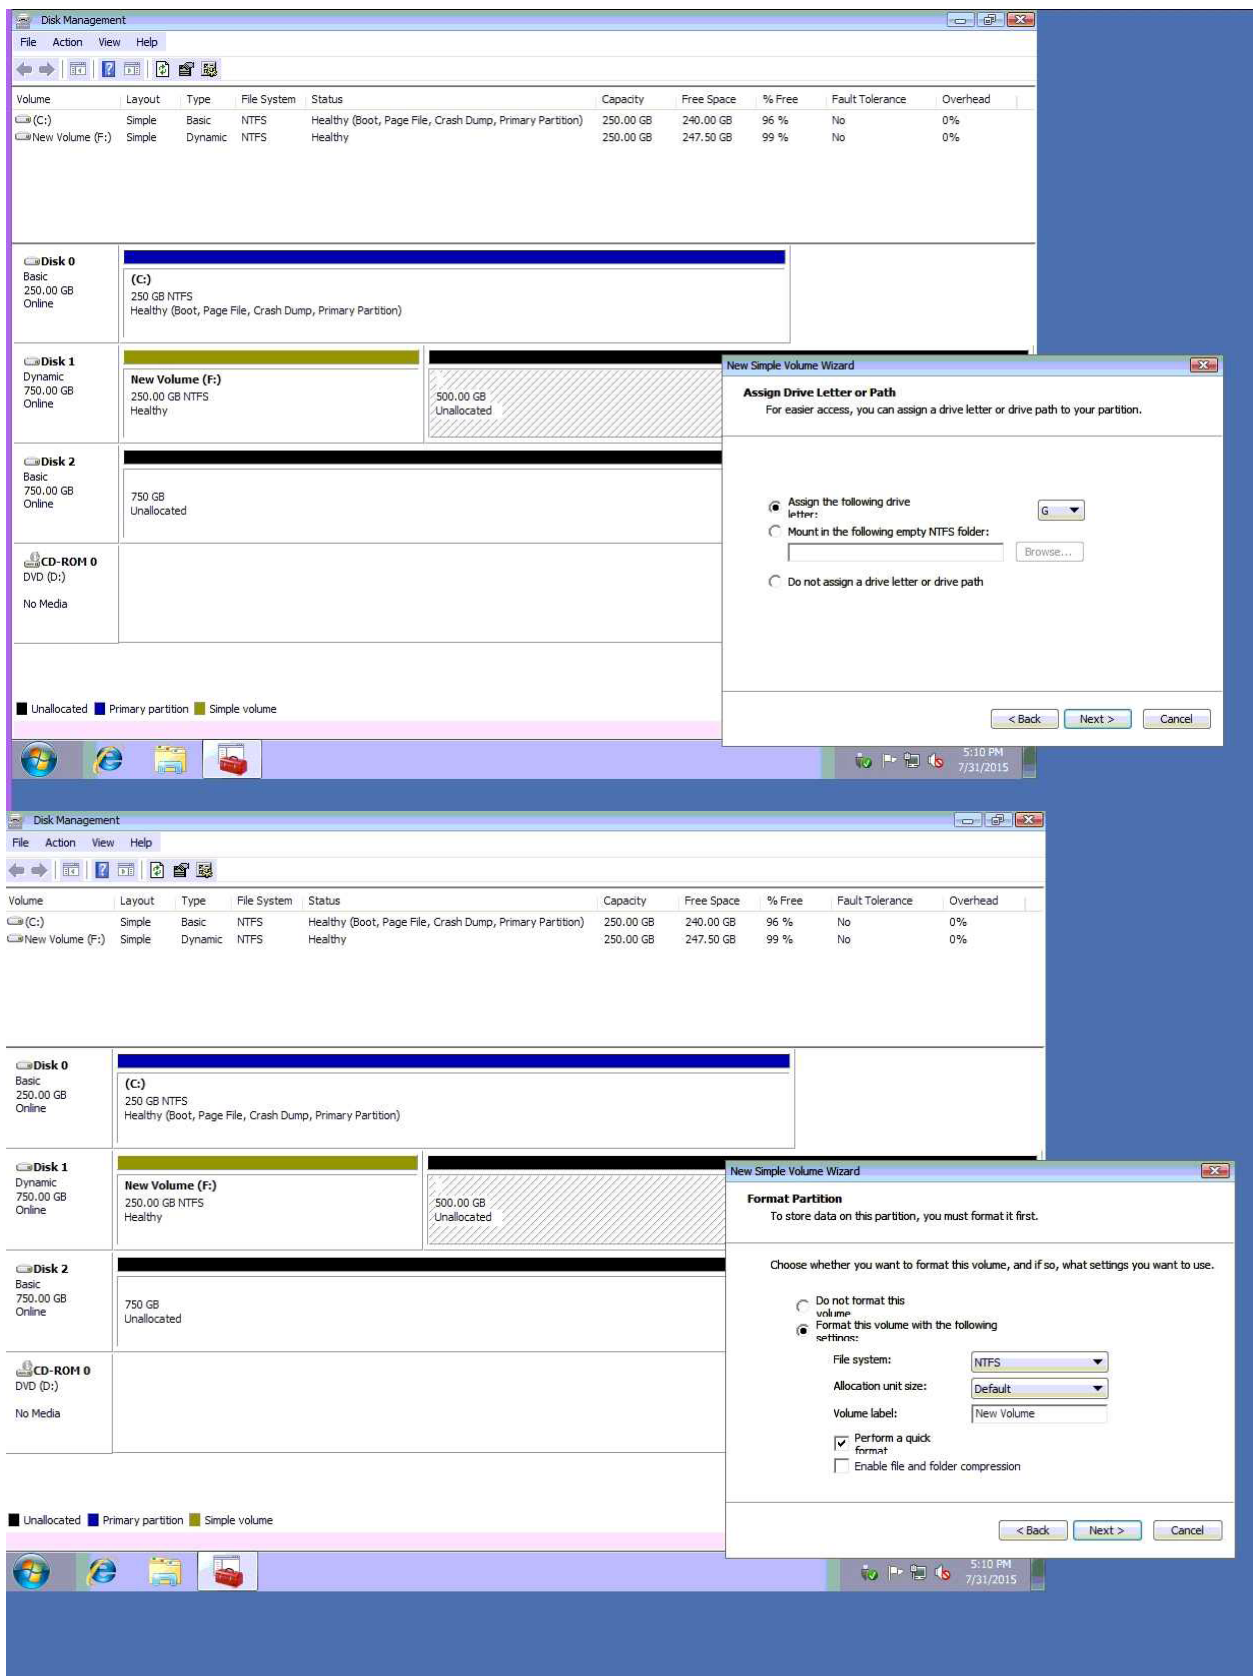 Disk Management
File Action View Help
Volume Layout Type File System Status Capacity Free Space % Free Fault Tolerance Overhead
(C:) Simple Basic NTFS Healthy (Boot, Page File, Crash Dump, Primary Partition) 250.00 GB 240.00 GB 96 % No 0%
New Volume (F:) Simple Dynamic NTFS Healthy 250.00 GB 247.50 GB 99 % No 0%
Disk 0
Basic
250.00 GB
Online
(C:)
250 GB NTFS
Healthy (Boot, Page File, Crash Dump, Primary Partition)
Disk 1
Dynamic
750.00 GB
Online
New Volume (F:)
250.00 GB NTFS
Healthy
500.00 GB
Unallocated
Disk 2
Basic
750.00 GB
Online
750 GB
Unallocated
CD-ROM 0
DVD (D:)
No Media
Unallocated Primary partition Simple volume
New Simple Volume Wizard
Assign Drive Letter or Path
For easier access, you can assign a drive letter or drive path to your partition.
Assign the following drive
letter:
G
Mount in the following empty NTFS folder:
Browse...
Do not assign a drive letter or drive path
< Back Next > Cancel
5:10 PM
7/31/2015
Disk Management
File Action View Help
Volume Layout Type File System Status Capacity Free Space % Free Fault Tolerance Overhead
(C:) Simple Basic NTFS Healthy (Boot, Page File, Crash Dump, Primary Partition) 250.00 GB 240.00 GB 96 % No 0%
New Volume (F:) Simple Dynamic NTFS Healthy 250.00 GB 247.50 GB 99 % No 0%
Disk 0
Basic
250.00 GB
Online
(C:)
250 GB NTFS
Healthy (Boot, Page File, Crash Dump, Primary Partition)
Disk 1
Dynamic
750.00 GB
Online
New Volume (F:)
250.00 GB NTFS
Healthy
500.00 GB
Unallocated
Disk 2
Basic
750.00 GB
Online
750 GB
Unallocated
CD-ROM 0
DVD (D:)
No Media
Unallocated Primary partition Simple volume
New Simple Volume Wizard
Format Partition
To store data on this partition, you must format it first.
Choose whether you want to format this volume, and if so, what settings you want to use.
Do not format this
volume
Format this volume with the following
settings:
File system: NTFS
Allocation unit size: Default
Volume label: New Volume
Perform a quick
format
Enable file and folder compression
< Back Next > Cancel
5:10 PM
7/31/2015